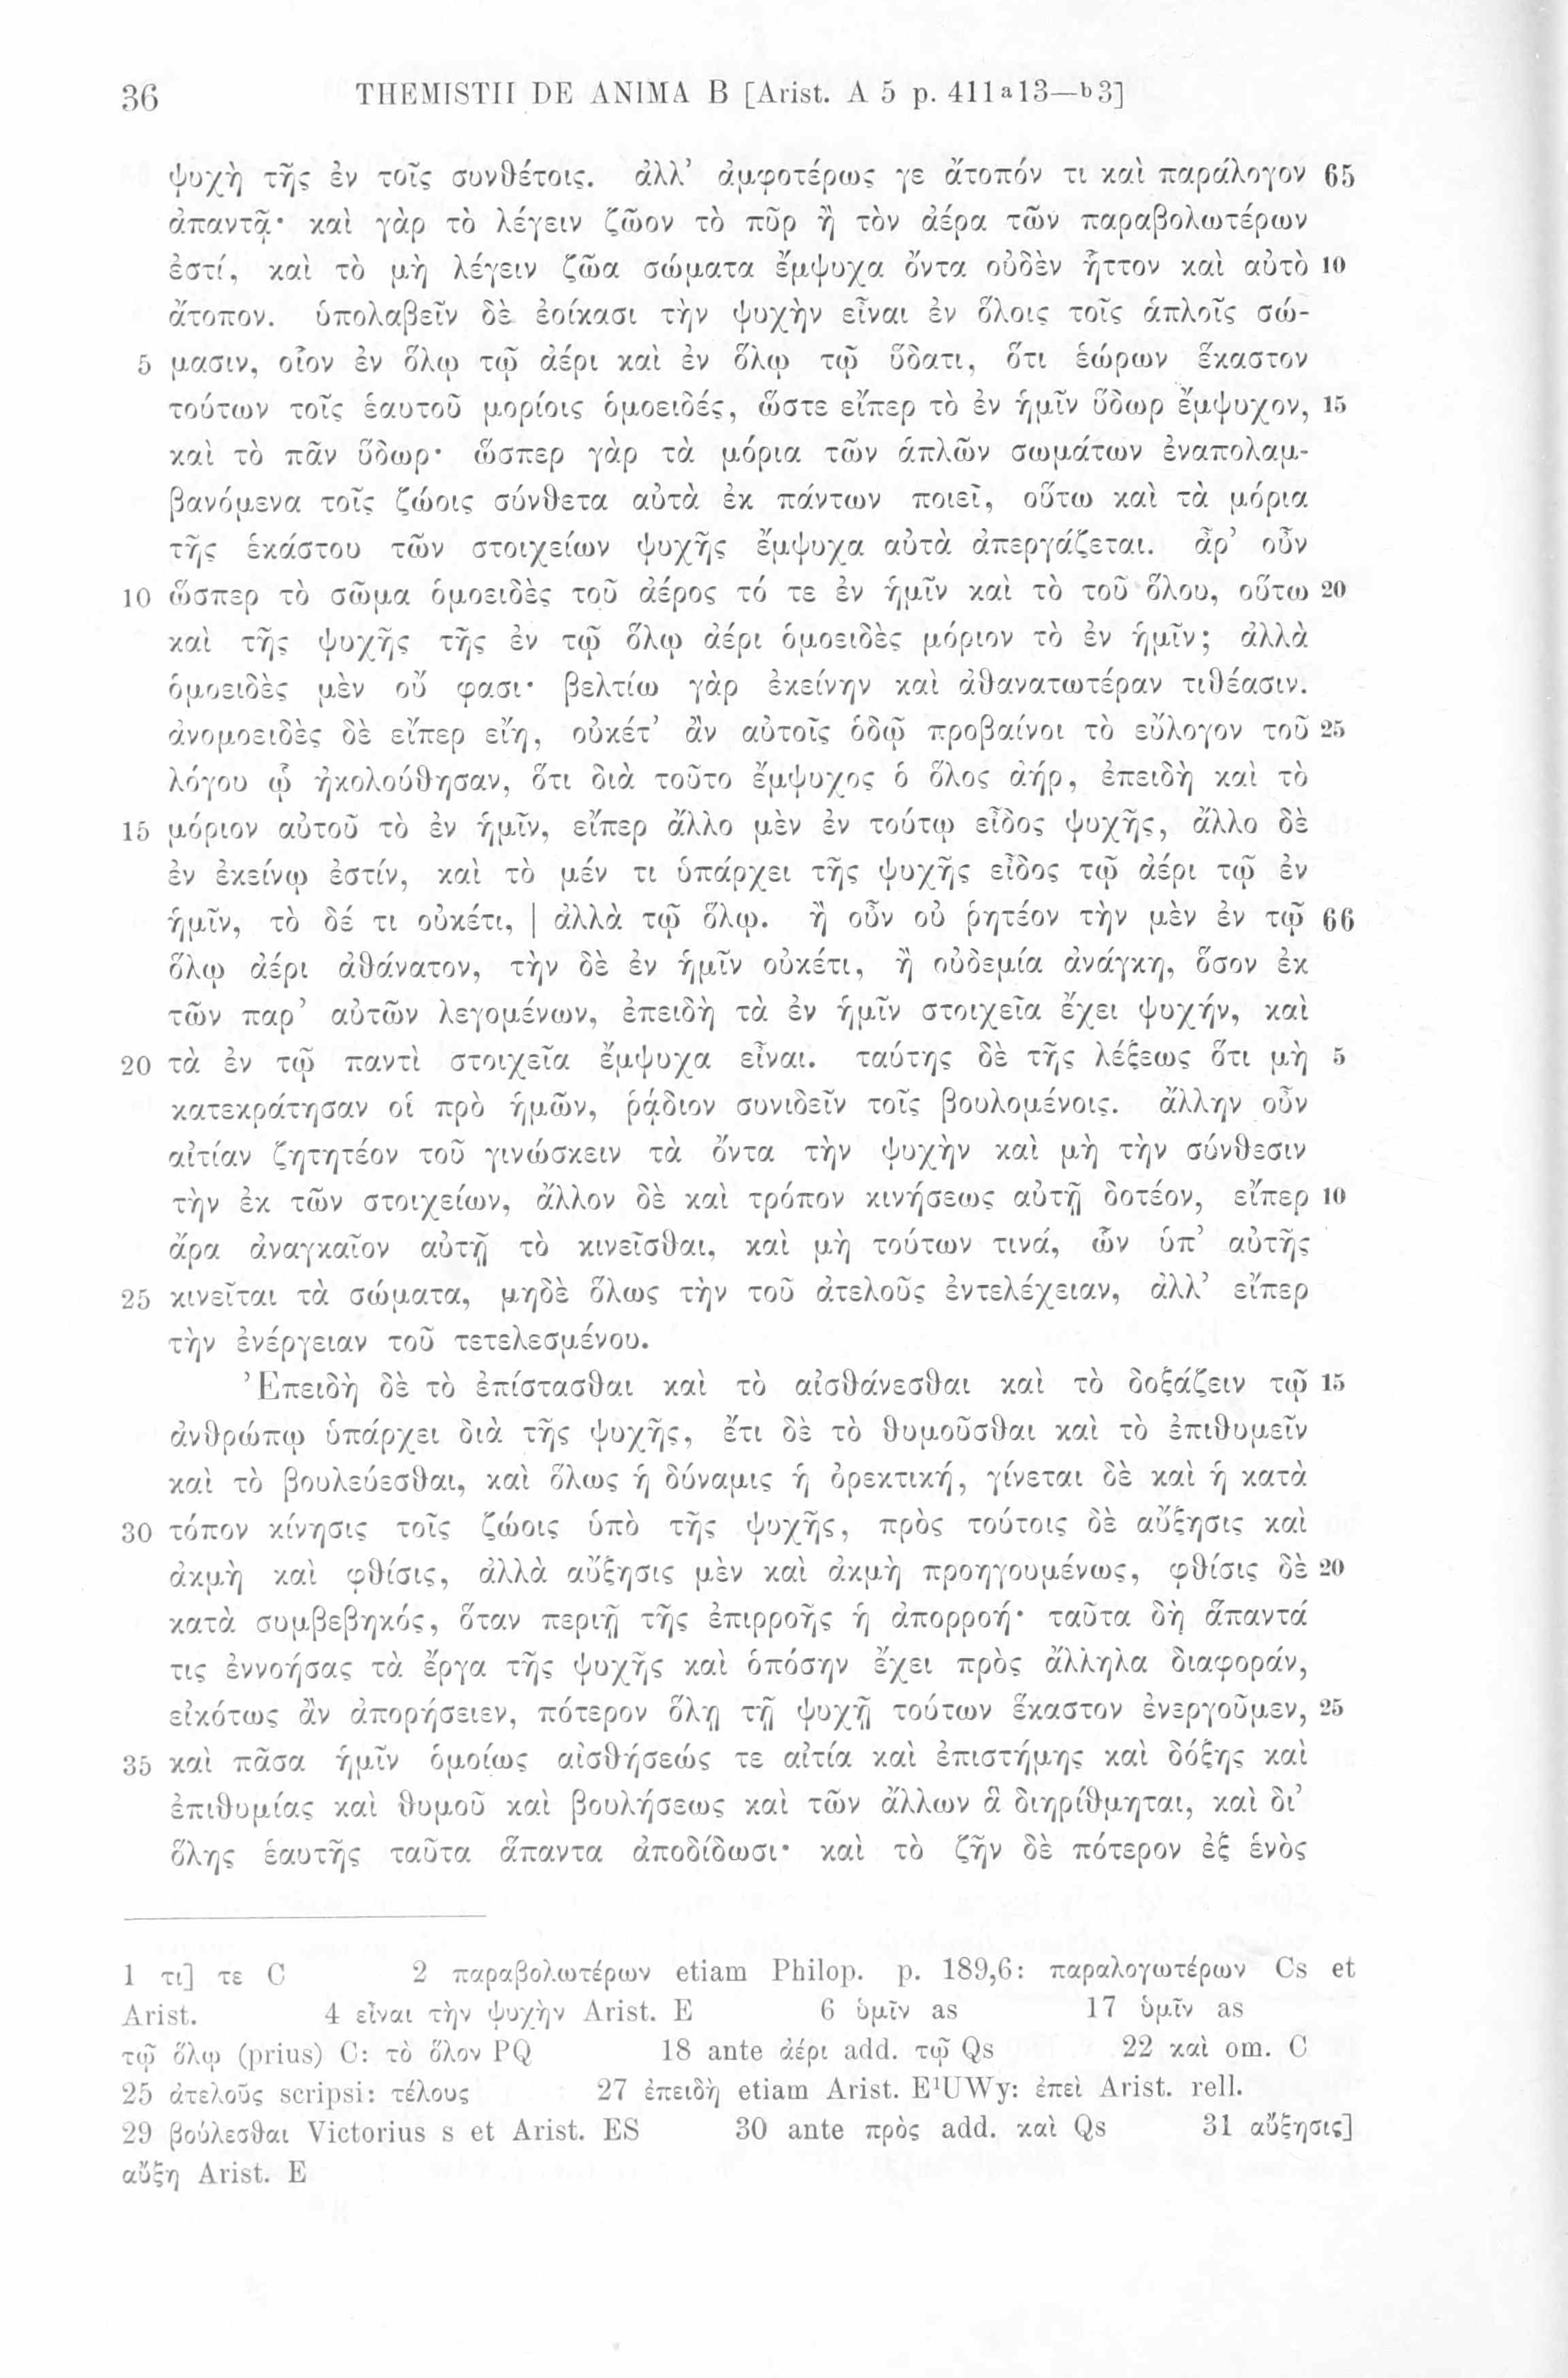 36 THEMISTII DE ANIMA B [Arist. A 5 p. 411a13—b3]
ψυχὴ τῆς ἐν τοῖς συνθέτοις. ἀλλ’ ἀμφοτέρως γε ἄτοπόν τι καὶ παράλογον 65
ἀπαντᾷ· καὶ γὰρ τὸ λέγειν ζῷον τὸ πῦρ ἢ τὸν ἀέρα τῶν παραβολωτέρων
ἐστί, καὶ τὸ μὴ λέγειν ζῷα σώματα ἔμψυχα ὄντα οὐδὲν ἧττον καὶ αὐτὸ 10
ἄτοπον. ὑπολαβεῖν δὲ ἐοίκασι τὴν ψυχὴν εἶναι ἐν ὅλοις τοῖς ἁπλοῖς σώ-
5 μασιν, οἷον ἐν ὅλῳ τῷ ἀέρι καὶ ἐν ὅλῳ τῷ ὕδατι, ὅτι ἑώρων ἕκαστον
τούτων τοῖς ἑαυτοῦ μορίοις ὁμοειδές, ὥστε εἴπερ τὸ ἐν ἡμῖν ὕδωρ ἔμψυχον, 15
καὶ τὸ πᾶν ὕδωρ· ὥσπερ γὰρ τὰ μόρια τῶν ἁπλῶν σωμάτων ἐναπολαμ-
βανόμενα τοῖς ζῴοις σύνθετα αὐτὰ ἐκ πάντων ποιεῖ, οὕτω καὶ τὰ μόρια
τῆς ἑκάστου τῶν στοιχείων ψυχῆς ἔμψυχα αὐτὰ ἀπεργάζεται. ἆρ’ οὖν
10 ὥσπερ τὸ σῶμα ὁμοειδὲς τοῦ ἀέρος τό τε ἐν ἡμῖν καὶ τὸ τοῦ ὅλου, οὕτω 20
καὶ τῆς ψυχῆς τῆς ἐν τῷ ὅλῳ ἀέρι ὁμοειδὲς μόριον τὸ ἐν ἡμῖν; ἀλλὰ
ὁμοειδὲς μὲν οὔ φασι· βελτίω γὰρ ἐκείνην καὶ ἀθανατωτέραν τιθέασιν.
ἀνομοειδὲς δὲ εἴπερ εἴη, οὐκέτ’ ἂν αὐτοῖς ὁδῷ προβαίνοι τὸ εὔλογον τοῦ 25
λόγου ᾧ ἠκολούθησαν, ὅτι διὰ τοῦτο ἔμψυχος ὁ ὅλος ἀήρ, ἐπειδὴ καὶ τὸ
15 μόριον αὐτοῦ τὸ ἐν ἡμῖν, εἴπερ ἄλλο μὲν ἐν τούτῳ εἶδος ψυχῆς, ἄλλο δὲ
ἐν ἐκείνῳ ἐστίν, καὶ τὸ μέν τι ὑπάρχει τῆς ψυχῆς εἶδος τῷ ἀέρι τῷ ἐν
ἡμῖν, τὸ δέ τι οὐκέτι, | ἀλλὰ τῷ ὅλῳ. ἢ οὖν οὐ ῥητέον τὴν μὲν ἐν τῷ 66
ὅλῳ ἀέρι ἀθάνατον, τὴν δὲ ἐν ἡμῖν οὐκέτι, ἢ οὐδεμία ἀνάγκη, ὅσον ἐκ
τῶν παρ’ αὐτῶν λεγομένων, ἐπειδὴ τὰ ἐν ἡμῖν στοιχεῖα ἔχει ψυχήν, καὶ
20 τὰ ἐν τῷ παντὶ στοιχεῖα ἔμψυχα εἶναι. ταύτης δὲ τῆς λέξεως ὅτι μὴ 5
κατεκράτησαν οἱ πρὸ ἡμῶν, ῥᾴδιον συνιδεῖν τοῖς βουλομένοις. ἄλλην οὖν
αἰτίαν ζητητέον τοῦ γινώσκειν τὰ ὄντα τὴν ψυχὴν καὶ μὴ τὴν σύνθεσιν
τὴν ἐκ τῶν στοιχείων, ἄλλον δὲ καὶ τρόπον κινήσεως αὐτῇ δοτέον, εἴπερ 10
ἄρα ἀναγκαῖον αὐτῇ τὸ κινεῖσθαι, καὶ μὴ τούτων τινά, ὧν ὑπ’ αὐτῆς
25 κινεῖται τὰ σώματα, μηδὲ ὅλως τὴν τοῦ ἀτελοῦς ἐντελέχειαν, ἀλλ’ εἴπερ
τὴν ἐνέργειαν τοῦ τετελεσμένου.
Ἐπειδὴ δὲ τὸ ἐπίστασθαι καὶ τὸ αἰσθάνεσθαι καὶ τὸ δοξάζειν τῷ 15
ἀνθρώπῳ ὑπάρχει διὰ τῆς ψυχῆς, ἔτι δὲ τὸ θυμοῦσθαι καὶ τὸ ἐπιθυμεῖν
καὶ τὸ βουλεύεσθαι, καὶ ὅλως ἡ δύναμις ἡ ὀρεκτική, γίνεται δὲ καὶ ἡ κατὰ
30 τόπον κίνησις τοῖς ζῴοις ὑπὸ τῆς ψυχῆς, πρὸς τούτοις δὲ αὔξησις καὶ
ἀκμὴ καὶ φθίσις, ἀλλὰ αὔξησις μὲν καὶ ἀκμὴ προηγουμένως, φθίσις δὲ 20
κατὰ συμβεβηκός, ὅταν περιῇ τῆς ἐπιρροῆς ἡ ἀπορροή· ταῦτα δὴ ἅπαντά
τις ἐννοήσας τὰ ἔργα τῆς ψυχῆς καὶ ὁπόσην ἔχει πρὸς ἄλληλα διαφοράν,
εἰκότως ἂν ἀπορήσειεν, πότερον ὅλῃ τῇ ψυχῇ τούτων ἕκαστον ἐνεργοῦμεν, 25
35 καὶ πᾶσα ἡμῖν ὁμοίως αἰσθήσεώς τε αἰτία καὶ ἐπιστήμης καὶ δόξης καὶ
ἐπιθυμίας καὶ θυμοῦ καὶ βουλήσεως καὶ τῶν ἄλλων ἃ διηρίθμηται, καὶ δι’
ὅλης ἑαυτῆς ταῦτα ἅπαντα ἀποδίδωσι· καὶ τὸ ζῆν δὲ πότερον ἐξ ἑνὸς
1 τι] τε C 2 παραβολωτέρων etiam Philop. p. 189,6: παραλογωτέρων Cs et
Arist. 4 εἶναι τὴν ψυχὴν Arist. E 6 ὑμῖν as 17 ὑμῖν as
τῷ ὅλῳ (prius) C: τὸ ὅλον PQ 18 ante ἀέρι add. τῷ Qs 22 καὶ om. C
25 ἀτελοῦς scripsi: τέλους 27 ἐπειδὴ etiam Arist. E¹UWy: ἐπεὶ Arist. rell.
29 βούλεσθαι Victorius s et Arist. ES 30 ante πρὸς add. καὶ Qs 31 αὔξησις]
αὔξη Arist. E